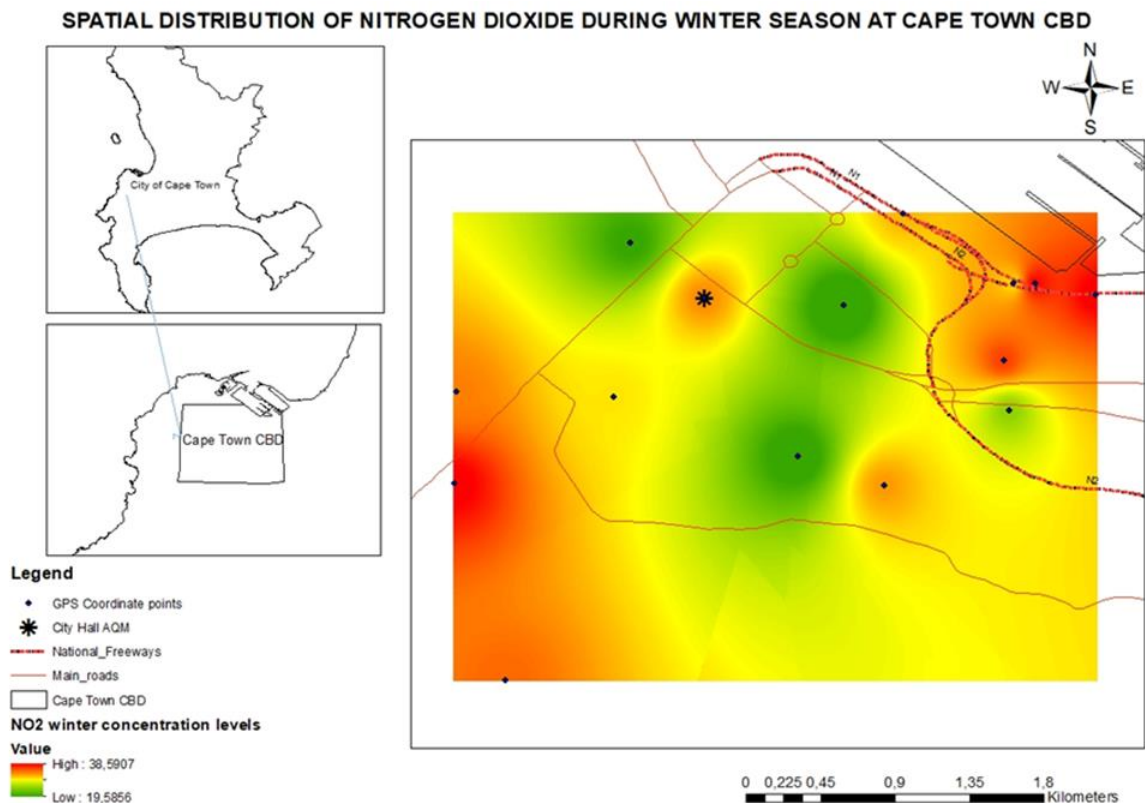 SPATIAL DISTRIBUTION OF NITROGEN DIOXIDE DURING WINTER SEASON AT CAPE TOWN CBD
N
W E
S
City of Cape Town
Cape Town CBD
N1
N1
N2
N2
Legend
GPS Coordinate points
City Hall AQM
National_Freeways
Main_roads
Cape Town CBD
NO2 winter concentration levels
Value
High : 38,5907
Low : 19,5856
0 0,225 0,45 0,9 1,35 1,8
Kilometers